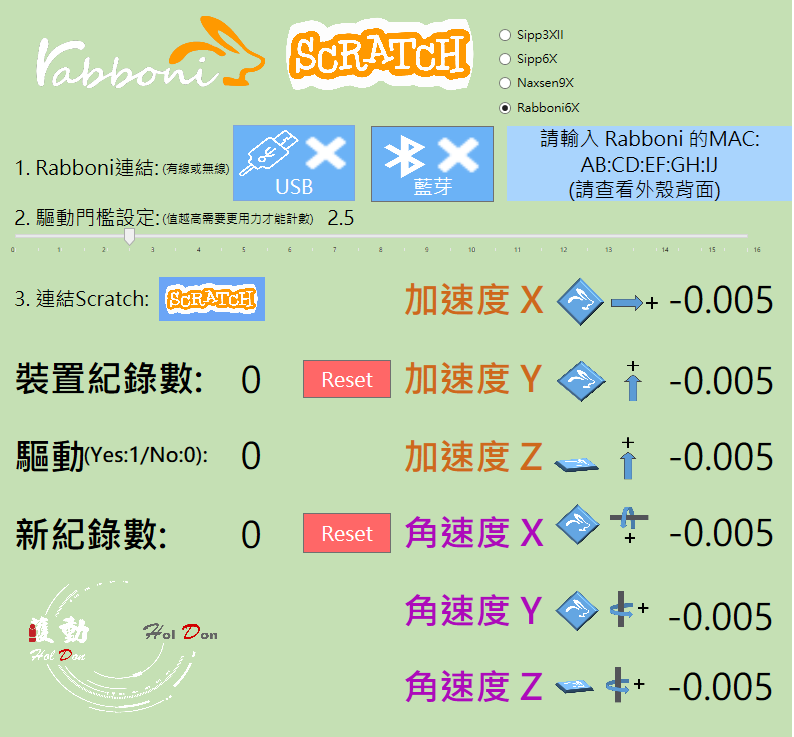 rabboni
SCRATCH
Sipp3XII
Sipp6X
Naxsen9X
Rabboni6X
1. Rabboni連結: (有線或無線)
USB
藍芽
請輸入 Rabboni 的MAC:
AB:CD:EF:GH:IJ
(請查看外殼背面)
2. 驅動門檻設定: (值越高需要更用力才能計數) 2.5
0 1 2 3 4 5 6 7 8 9 10 11 12 13 14 15 16
3. 連結Scratch: SCRATCH
加速度 X + -0.005
裝置紀錄數: 0 Reset
加速度 Y + -0.005
驅動(Yes:1/No:0): 0
加速度 Z + -0.005
新紀錄數: 0 Reset
角速度 X + -0.005
角速度 Y + -0.005
動
Hol Don
Hol Don
角速度 Z + -0.005